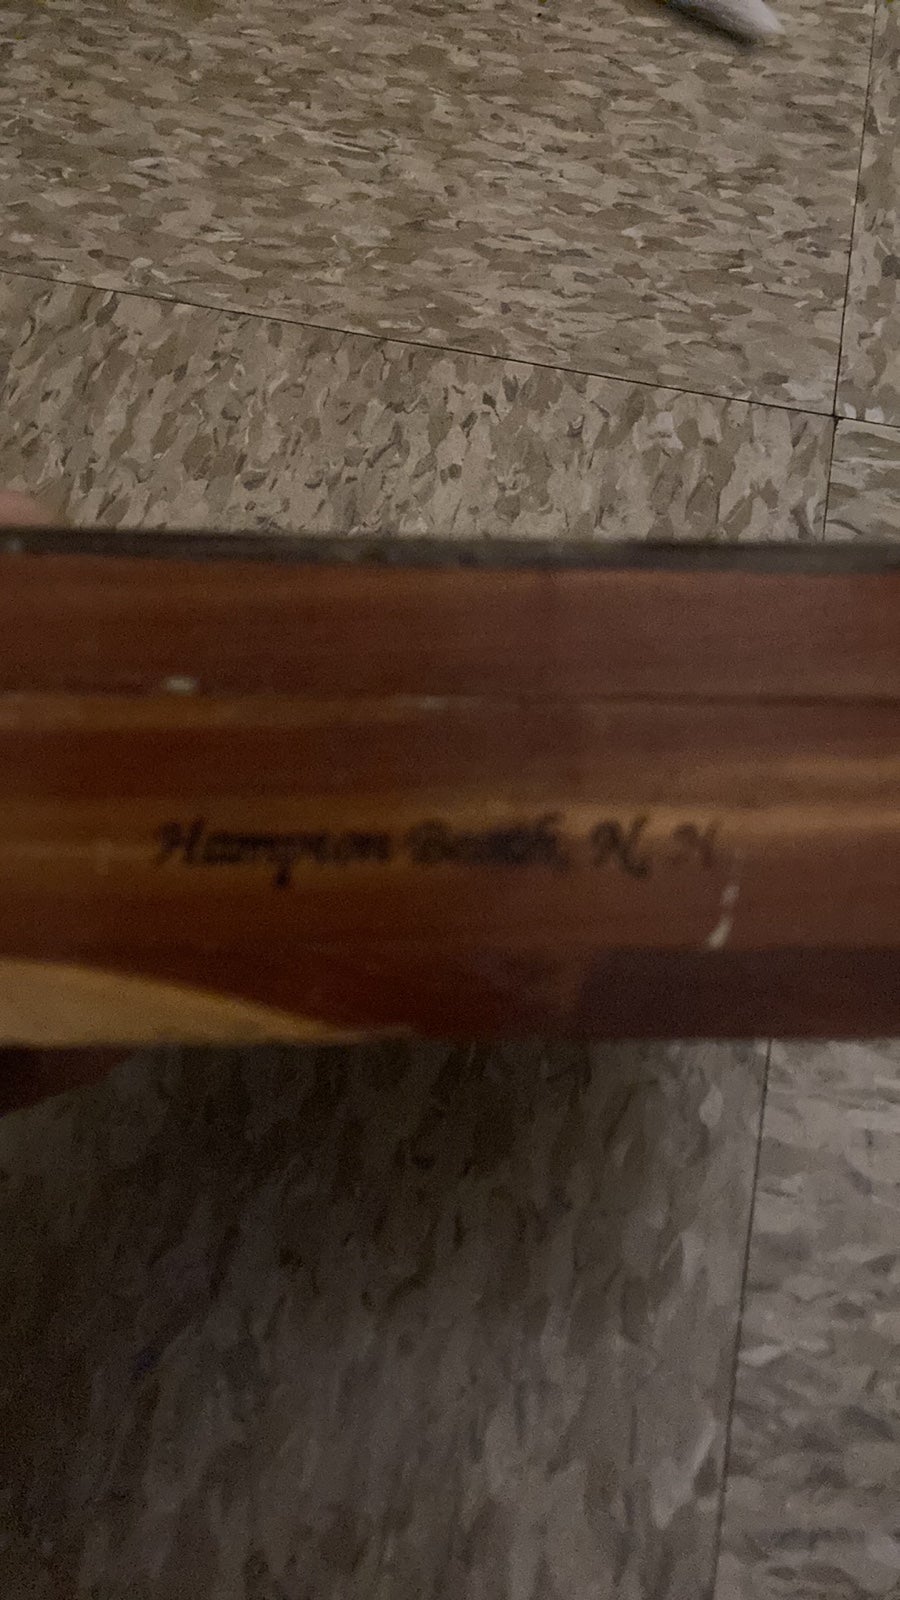 Hampton Beach, N. H.